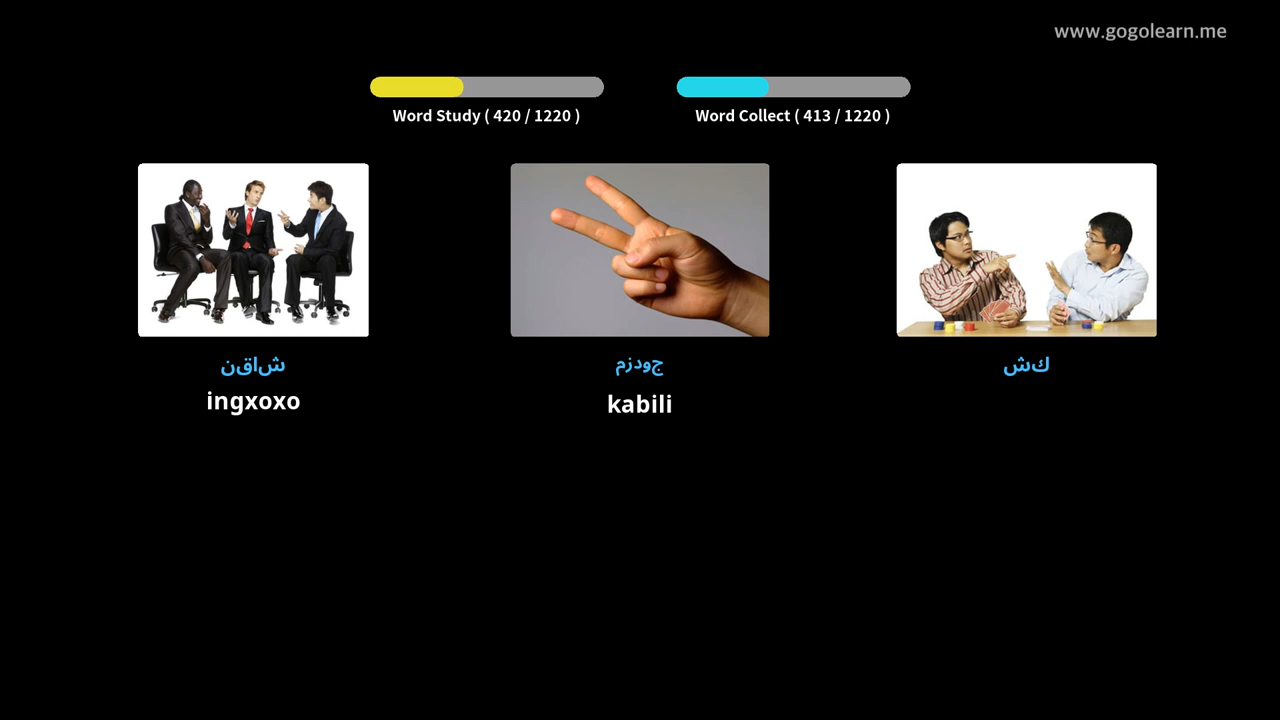 www.gogolearn.me
Word Study ( 420 / 1220 )
Word Collect ( 413 / 1220 )
شاقن
جودزم
كش
ingxoxo
kabili